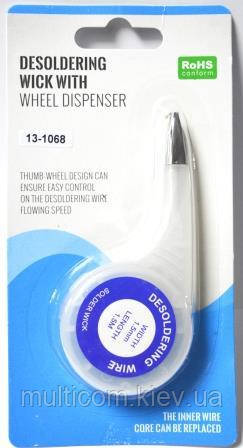 DESOLDERING
WICK WITH
WHEEL DISPENSER
RoHS
conform
13-1068
THUMB-WHEEL DESIGN CAN
ENSURE EASY CONTROL
ON THE DESOLDERING WIRE
FLOWING SPEED
DESOLDERING WIRE
SOLDER WICK
WIDTH
1.5mm
LENGTH
1.5M
THE INNER WIRE
CORE CAN BE REPLACED
multicom.kiev.ua